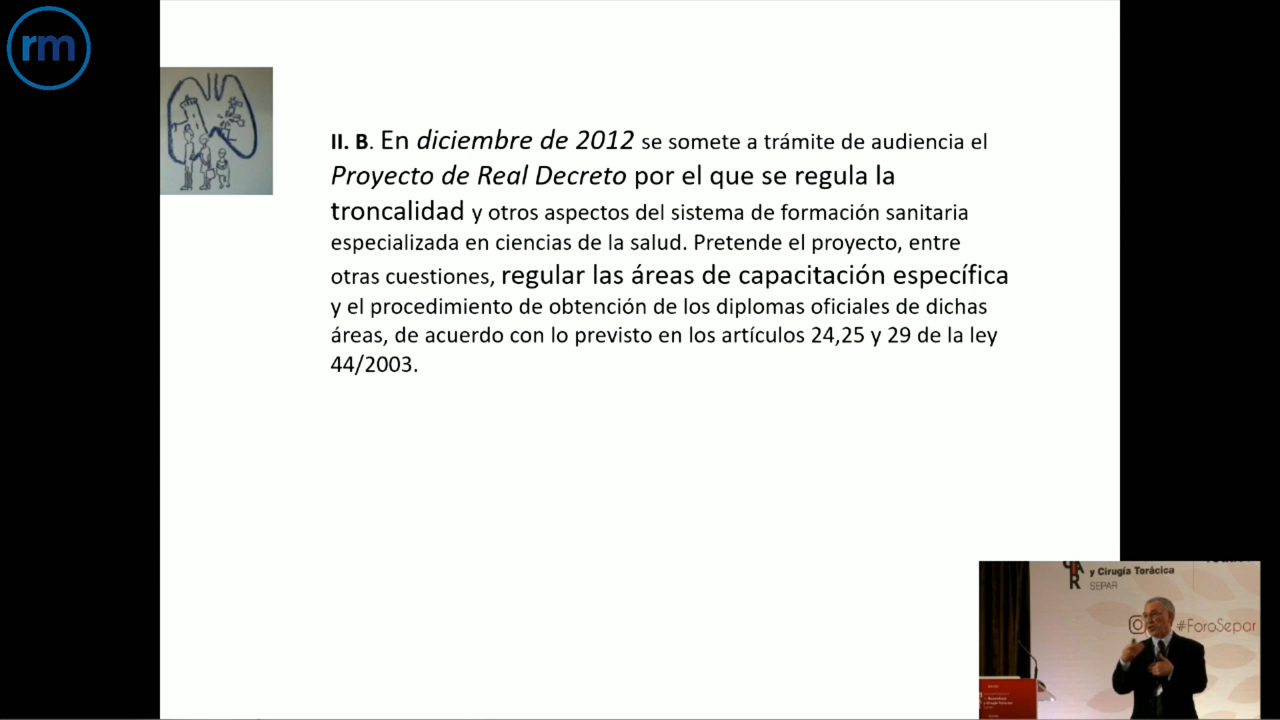 rm
II. B. En diciembre de 2012 se somete a trámite de audiencia el
Proyecto de Real Decreto por el que se regula la
troncalidad y otros aspectos del sistema de formación sanitaria
especializada en ciencias de la salud. Pretende el proyecto, entre
otras cuestiones, regular las áreas de capacitación específica
y el procedimiento de obtención de los diplomas oficiales de dichas
áreas, de acuerdo con lo previsto en los artículos 24,25 y 29 de la ley
44/2003.
y Cirugía Torácica
SEPAR
#ForoSepar